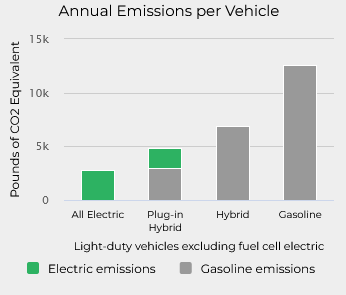 Annual Emissions per Vehicle
Pounds of CO2 Equivalent
15k
10k
5k
0
All Electric
Plug-in
Hybrid
Hybrid
Gasoline
Light-duty vehicles excluding fuel cell electric
Electric emissions
Gasoline emissions